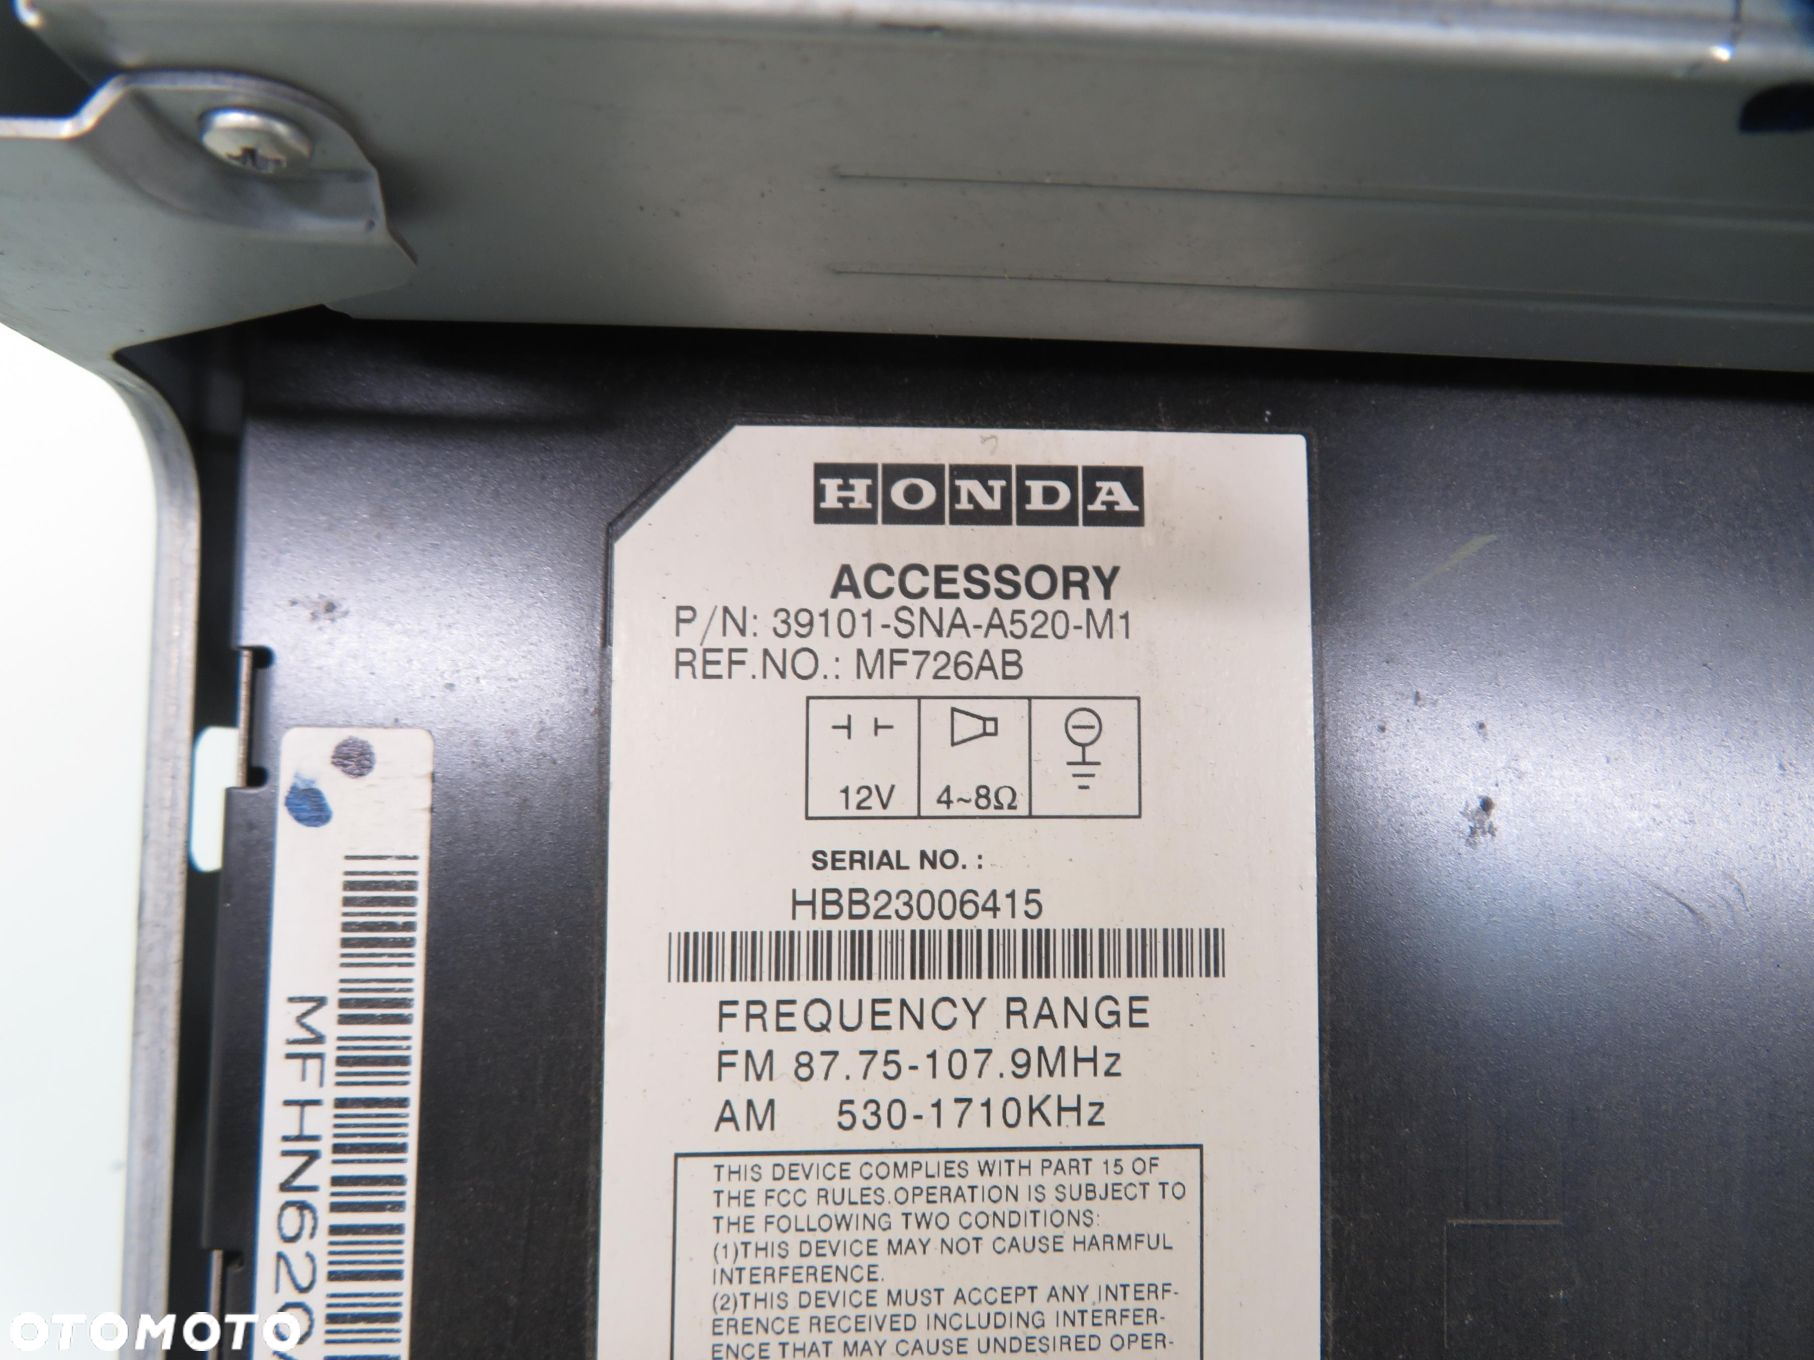 HONDA
ACCESSORY
P/N: 39101-SNA-A520-M1
REF.NO.: MF726AB
12V 4~8Ω
SERIAL NO. :
HBB23006415
FREQUENCY RANGE
FM 87.75-107.9MHz
AM 530-1710KHz
THIS DEVICE COMPLIES WITH PART 15 OF
THE FCC RULES.OPERATION IS SUBJECT TO
THE FOLLOWING TWO CONDITIONS:
(1)THIS DEVICE MAY NOT CAUSE HARMFUL
INTERFERENCE.
(2)THIS DEVICE MUST ACCEPT ANY INTERF-
ERENCE RECEIVED INCLUDING INTERFER-
ENCE THAT MAY CAUSE UNDESIRED OPER-
MFHN620
OTOMOTO